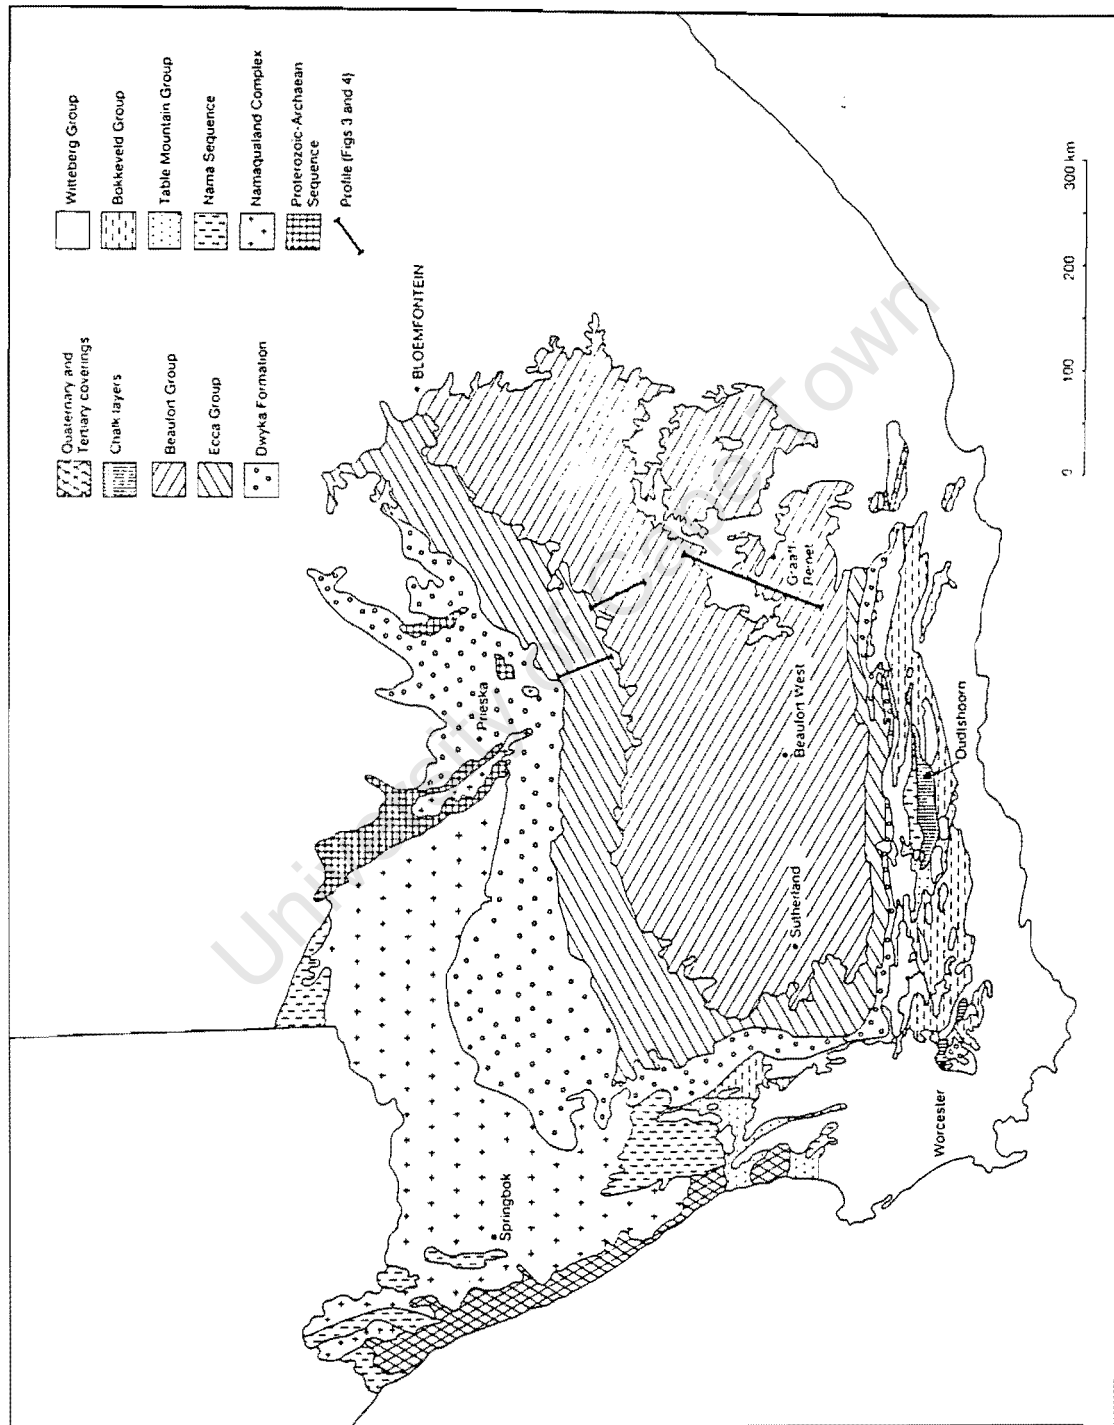 Quaternary and
Tertiary coverings
Chalk layers
Beaufort Group
Ecca Group
Dwyka Formation
Witteberg Group
Bokkeveld Group
Table Mountain Group
Nama Sequence
Namaqualand Complex
Proterozoic-Archaean
Sequence
Profile (Figs 3 and 4)
BLOEMFONTEIN
Prieska
Springbok
Graaff-
Reinet
Beaufort West
Sutherland
Oudtshoorn
Worcester
0 100 200 300 km
University of Cape Town